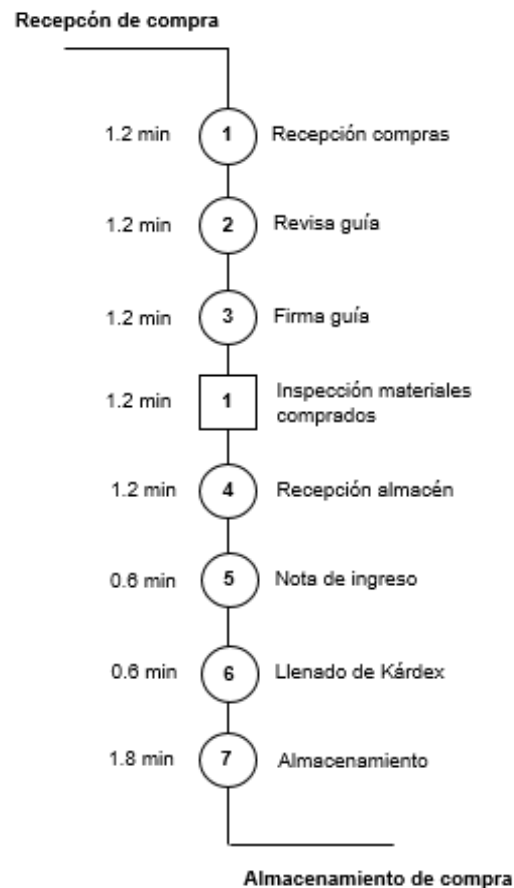 Recepcón de compra
1.2 min 1 Recepción compras
1.2 min 2 Revisa guía
1.2 min 3 Firma guía
1.2 min 1 Inspección materiales
comprados
1.2 min 4 Recepción almacén
0.6 min 5 Nota de ingreso
0.6 min 6 Llenado de Kárdex
1.8 min 7 Almacenamiento
Almacenamiento de compra